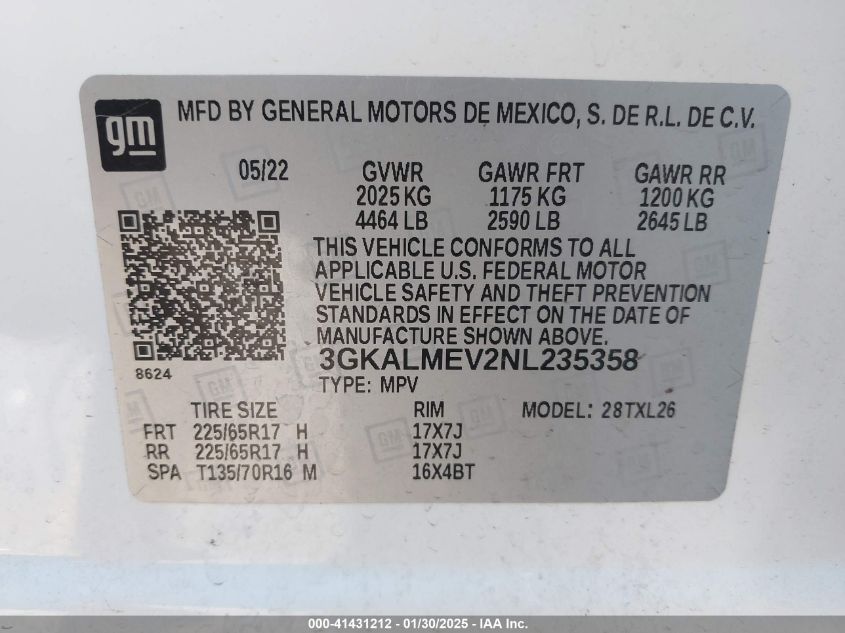 gm
MFD BY GENERAL MOTORS DE MEXICO, S. DE R.L. DE C.V.
05/22 GVWR GAWR FRT GAWR RR
2025 KG 1175 KG 1200 KG
4464 LB 2590 LB 2645 LB
THIS VEHICLE CONFORMS TO ALL
APPLICABLE U.S. FEDERAL MOTOR
VEHICLE SAFETY AND THEFT PREVENTION
STANDARDS IN EFFECT ON THE DATE OF
MANUFACTURE SHOWN ABOVE.
3GKALMEV2NL235358
8624
TYPE: MPV
TIRE SIZE RIM MODEL: 28TXL26
FRT 225/65R17 H 17X7J
RR 225/65R17 H 17X7J
SPA T135/70R16 M 16X4BT
000-41431212 - 01/30/2025 - IAA Inc.